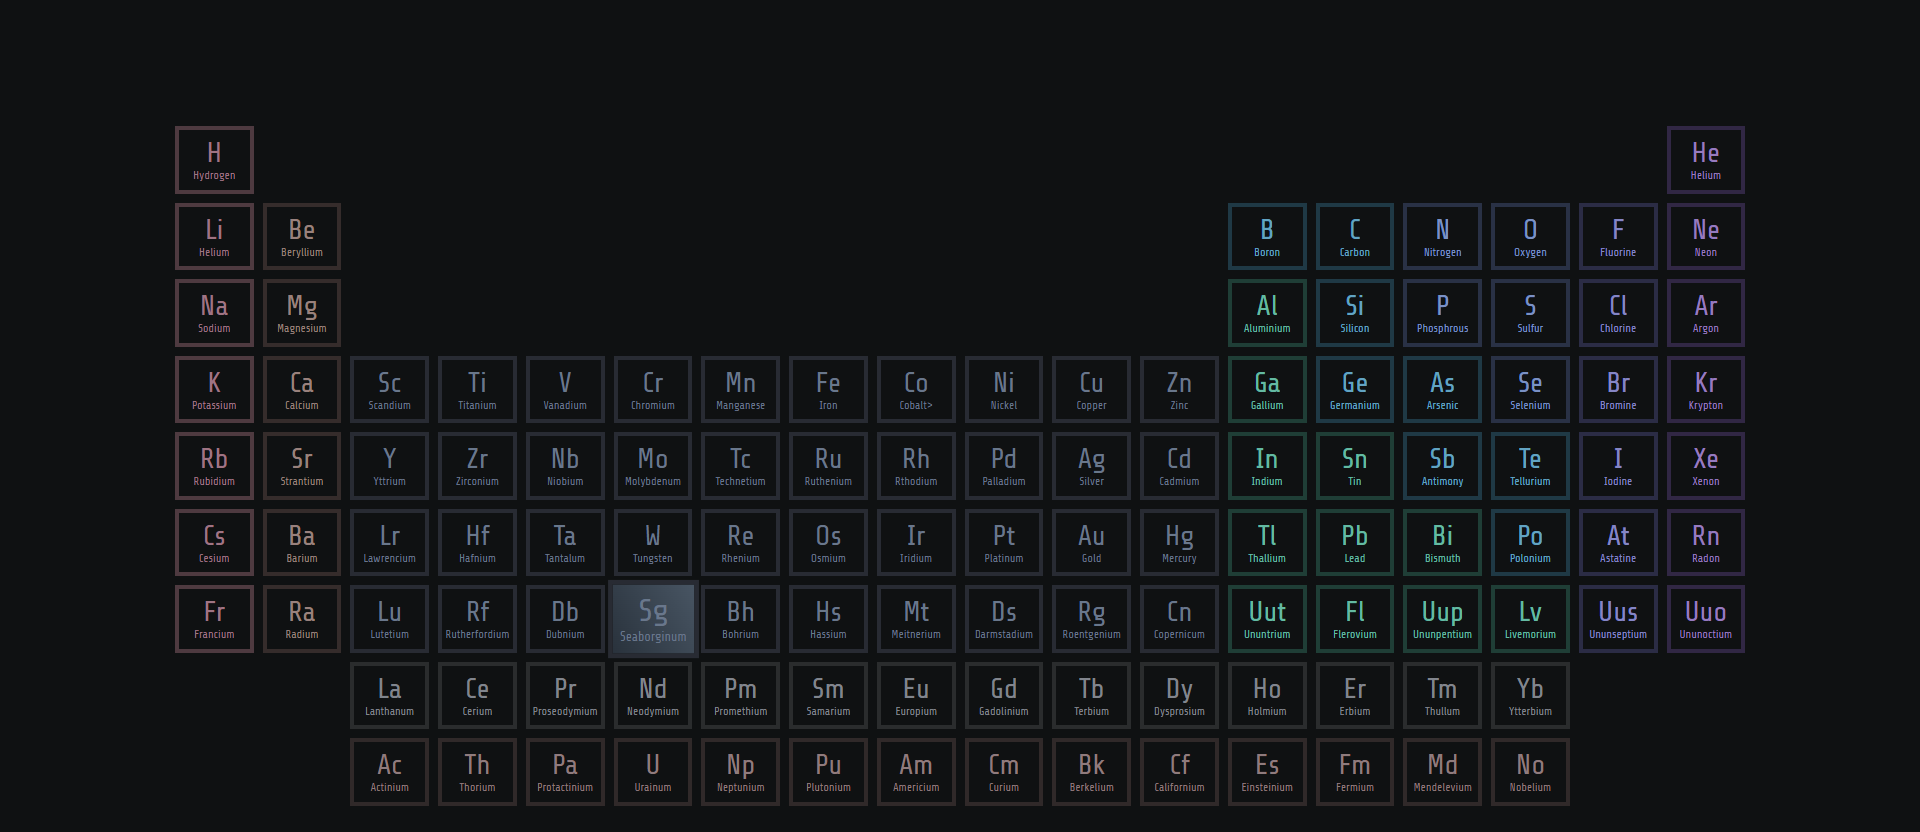 H He
Hydrogen Helium
Li Be B C N O F Ne
Helium Beryllium Boron Carbon Nitrogen Oxygen Fluorine Neon
Na Mg Al Si P S Cl Ar
Sodium Magnesium Aluminium Silicon Phosphrous Sulfur Chlorine Argon
K Ca Sc Ti V Cr Mn Fe Co Ni Cu Zn Ga Ge As Se Br Kr
Potassium Calcium Scandium Titanium Vanadium Chromium Manganese Iron Cobalt> Nickel Copper Zinc Gallium Germanium Arsenic Selenium Bromine Krypton
Rb Sr Y Zr Nb Mo Tc Ru Rh Pd Ag Cd In Sn Sb Te I Xe
Rubidium Strantium Yttrium Zirconium Niobium Molybdenum Technetium Ruthenium Rthodium Palladium Silver Cadmium Indium Tin Antimony Tellurium Iodine Xenon
Cs Ba Lr Hf Ta W Re Os Ir Pt Au Hg Tl Pb Bi Po At Rn
Cesium Barium Lawrencium Hafnium Tantalum Tungsten Rhenium Osmium Iridium Platinum Gold Mercury Thallium Lead Bismuth Polonium Astatine Radon
Fr Ra Lu Rf Db Sg Bh Hs Mt Ds Rg Cn Uut Fl Uup Lv Uus Uuo
Francium Radium Lutetium Rutherfordium Dubnium Seaborginum Bohrium Hassium Meitnerium Darmstadium Roentgenium Copernicum Ununtrium Flerovium Ununpentium Livemorium Ununseptium Ununoctium
La Ce Pr Nd Pm Sm Eu Gd Tb Dy Ho Er Tm Yb
Lanthanum Cerium Proseodymium Neodymium Promethium Samarium Europium Gadolinium Terbium Dysprosium Holmium Erbium Thullum Ytterbium
Ac Th Pa U Np Pu Am Cm Bk Cf Es Fm Md No
Actinium Thorium Protactinium Urainum Neptunium Plutonium Americium Curium Berkelium Californium Einsteinium Fermium Mendelevium Nobelium